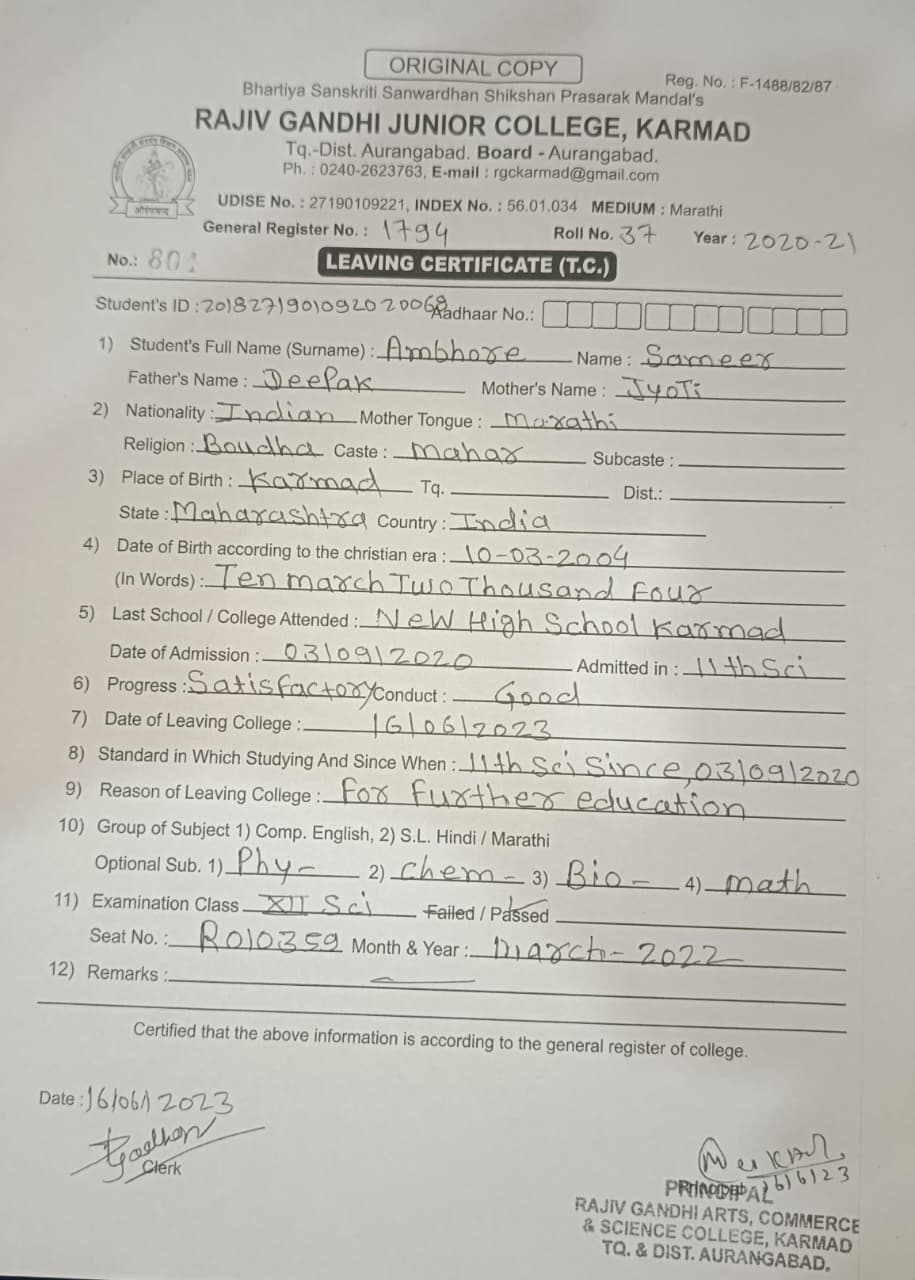 ORIGINAL COPY
Reg. No. : F-1488/82/87
Bhartiya Sanskriti Sanwardhan Shikshan Prasarak Mandal's
RAJIV GANDHI JUNIOR COLLEGE, KARMAD
Tq.-Dist. Aurangabad. Board - Aurangabad.
Ph. : 0240-2623763, E-mail : rgckarmad@gmail.com
औरंगाबाद
UDISE No. : 27190109221, INDEX No. : 56.01.034 MEDIUM : Marathi
General Register No. : 1794 Roll No. 37 Year : 2020-21
No.: 801
LEAVING CERTIFICATE (T.C.)
Student's ID : 2018271901092020068 Aadhaar No.:
1) Student's Full Name (Surname) : Ambhore Name : Sameer
Father's Name : Deepak Mother's Name : Jyoti
2) Nationality : Indian Mother Tongue : Marathi
Religion : Boudha Caste : Mahar Subcaste :
3) Place of Birth : Karmad Tq. Dist.:
State : Maharashtra Country : India
4) Date of Birth according to the christian era : 10-03-2004
(In Words) : Ten march Two Thousand Four
5) Last School / College Attended : New High School Karmad
Date of Admission : 03/09/2020 Admitted in : 11th Sci
6) Progress : Satisfactory Conduct : Good
7) Date of Leaving College : 16/06/2023
8) Standard in Which Studying And Since When : 11th Sci Since, 03/09/2020
9) Reason of Leaving College : For further education
10) Group of Subject 1) Comp. English, 2) S.L. Hindi / Marathi
Optional Sub. 1) Phy - 2) Chem - 3) Bio - 4) math
11) Examination Class XII Sci Failed / Passed
Seat No. : R010359 Month & Year : March - 2022
12) Remarks :
Certified that the above information is according to the general register of college.
Date : 16/06/2023
Clerk
16/6/23
PRINCIPAL
RAJIV GANDHI ARTS, COMMERCE
& SCIENCE COLLEGE, KARMAD
TQ. & DIST. AURANGABAD.